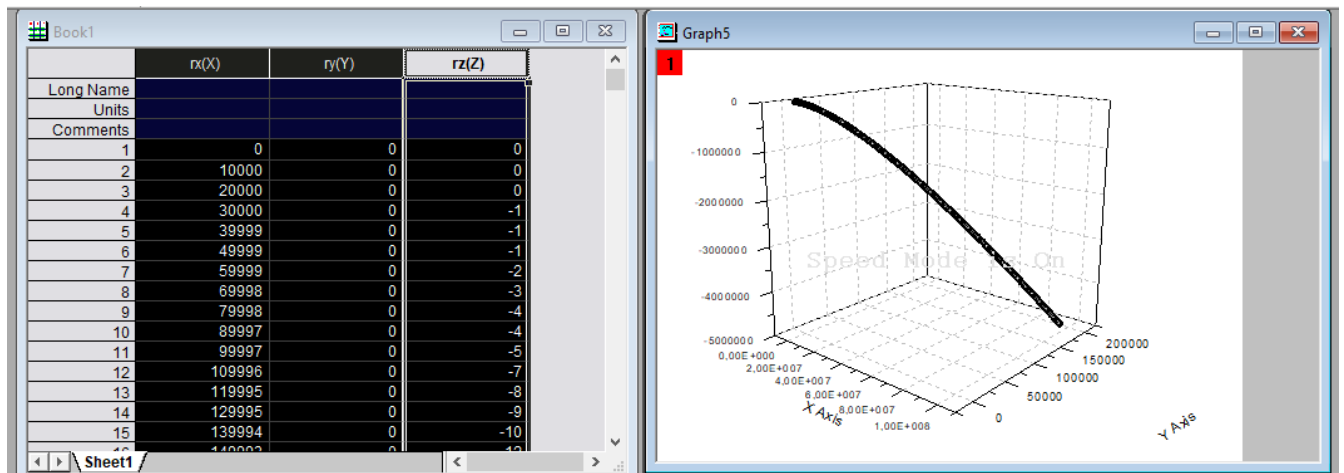 Book1
rx(X) ry(Y) rz(Z)
Long Name
Units
Comments
1 0 0 0
2 10000 0 0
3 20000 0 0
4 30000 0 -1
5 39999 0 -1
6 49999 0 -1
7 59999 0 -2
8 69998 0 -3
9 79998 0 -4
10 89997 0 -4
11 99997 0 -5
12 109996 0 -7
13 119995 0 -8
14 129995 0 -9
15 139994 0 -10
Sheet1
Graph5
1
0
-1000000
-2000000
-3000000
-4000000
-5000000
Speed Mode is On
0,00E+000
2,00E+007
4,00E+007
6,00E+007
8,00E+007
1,00E+008
X Axis
0
50000
100000
150000
200000
Y Axis